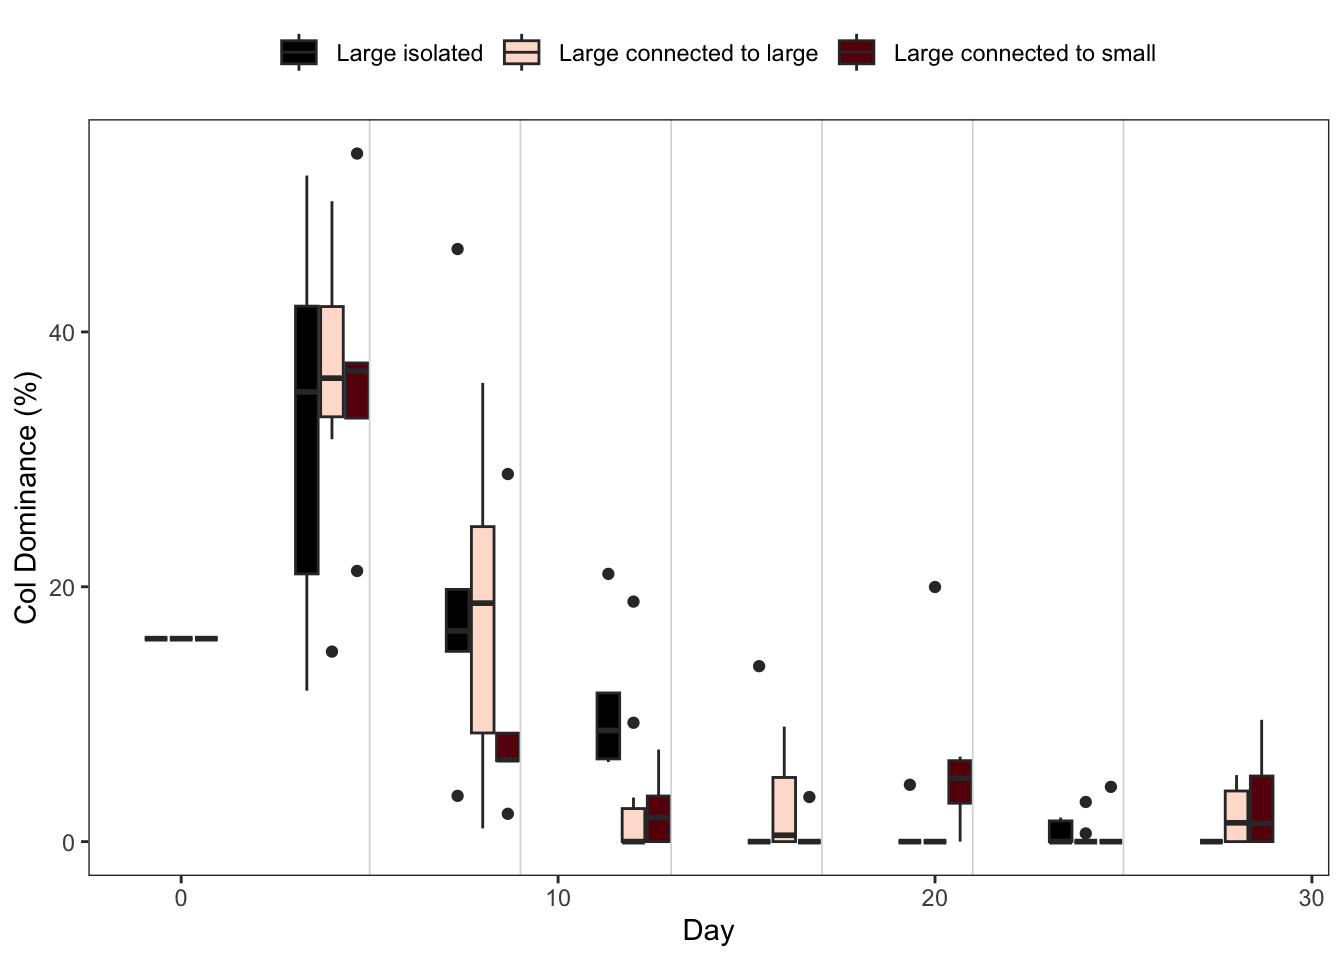 Large isolated Large connected to large Large connected to small
Col Dominance (%)
40
20
0
0 10 20 30
Day